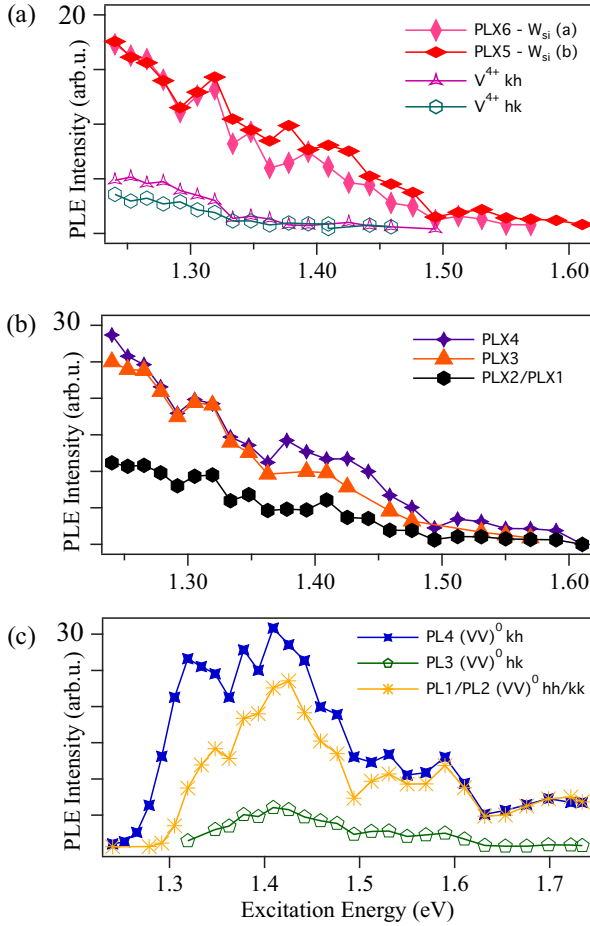 (a)
20
PLE Intensity (arb.u.)
PLX6 - W_si (a)
PLX5 - W_si (b)
V⁴⁺ kh
V⁴⁺ hk
1.30 1.40 1.50 1.60
(b)
30
PLE Intensity (arb.u.)
PLX4
PLX3
PLX2/PLX1
1.30 1.40 1.50 1.60
(c)
30
PLE Intensity (arb.u.)
PL4 (VV)⁰ kh
PL3 (VV)⁰ hk
PL1/PL2 (VV)⁰ hh/kk
1.3 1.4 1.5 1.6 1.7
Excitation Energy (eV)